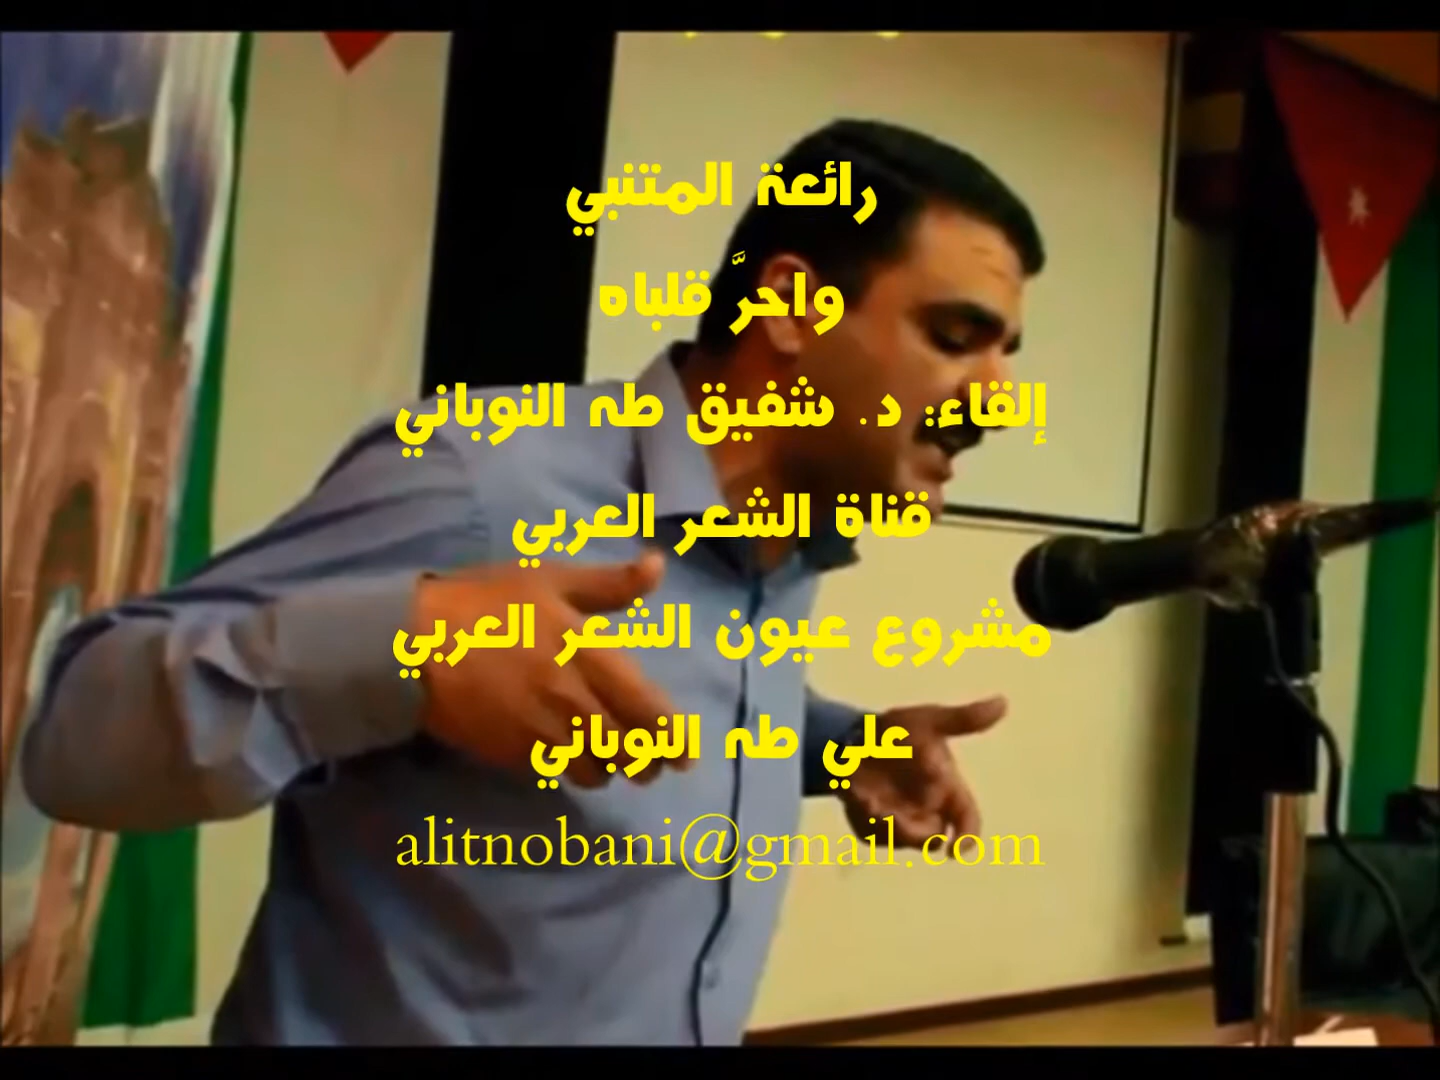 رائعة المتنبي
واحرَّ قلباه
إلقاء: د. شفيق طه النوباني
قناة الشعر العربي
مشروع عيون الشعر العربي
علي طه النوباني
alitnobani@gmail.com